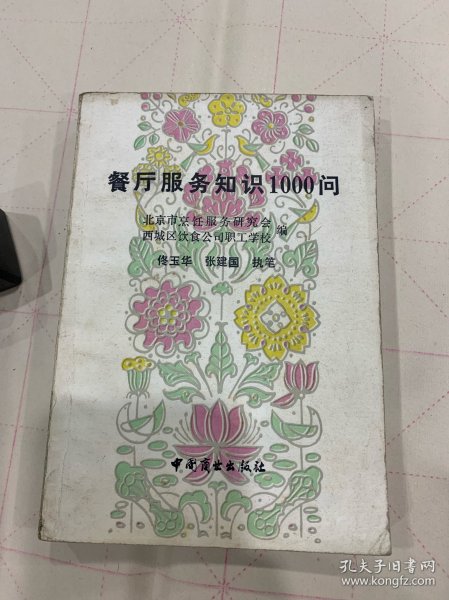 餐厅服务知识1000问
北京市烹饪服务研究会
西城区饮食公司职工学校 编
佟玉华 张建国 执笔
中国商业出版社
孔夫子旧书网
www.kongfz.com